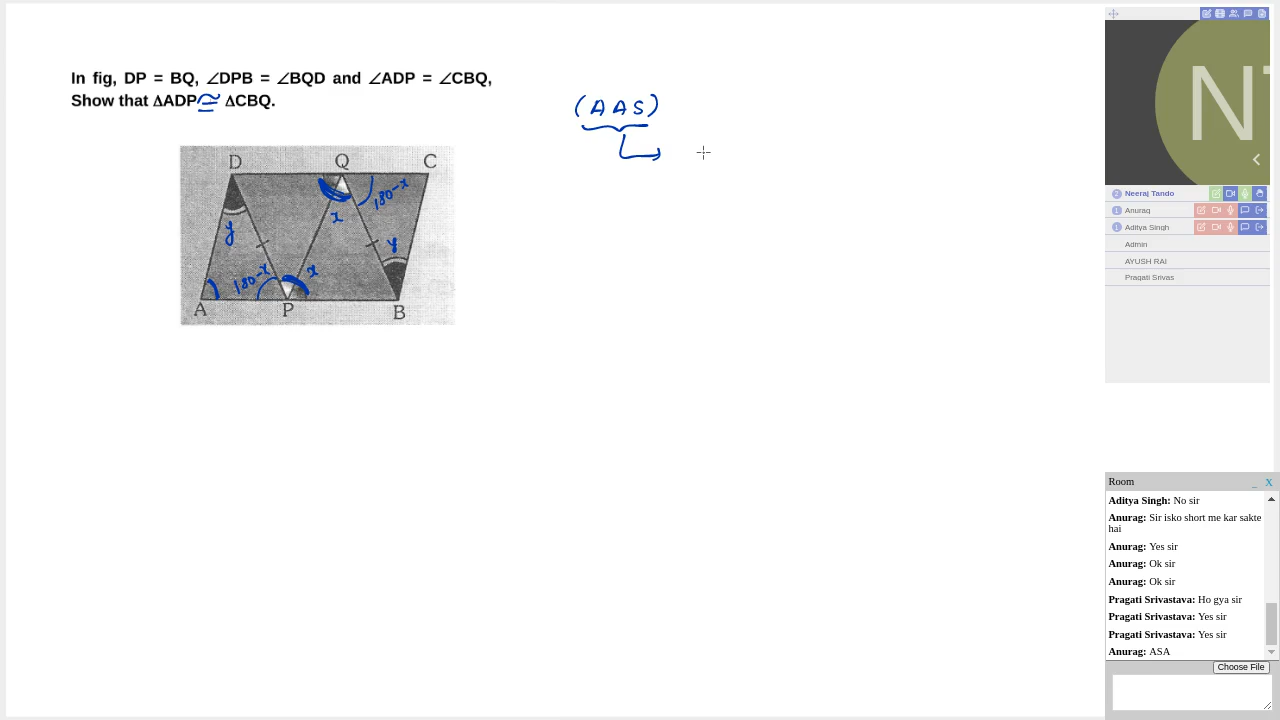 In fig, DP = BQ, ∠DPB = ∠BQD and ∠ADP = ∠CBQ,
Show that ΔADP ≅ ΔCBQ.
(AAS)
D Q C
180-x
x
y
y
180-x
x
A P B
NT
Neeraj Tando
Anuraq
Aditya Singh
Admin
AYUSH RAI
Pragati Srivas
Room
_ X
Aditya Singh: No sir
Anurag: Sir isko short me kar sakte
hai
Anurag: Yes sir
Anurag: Ok sir
Anurag: Ok sir
Pragati Srivastava: Ho gya sir
Pragati Srivastava: Yes sir
Pragati Srivastava: Yes sir
Anurag: ASA
Choose File